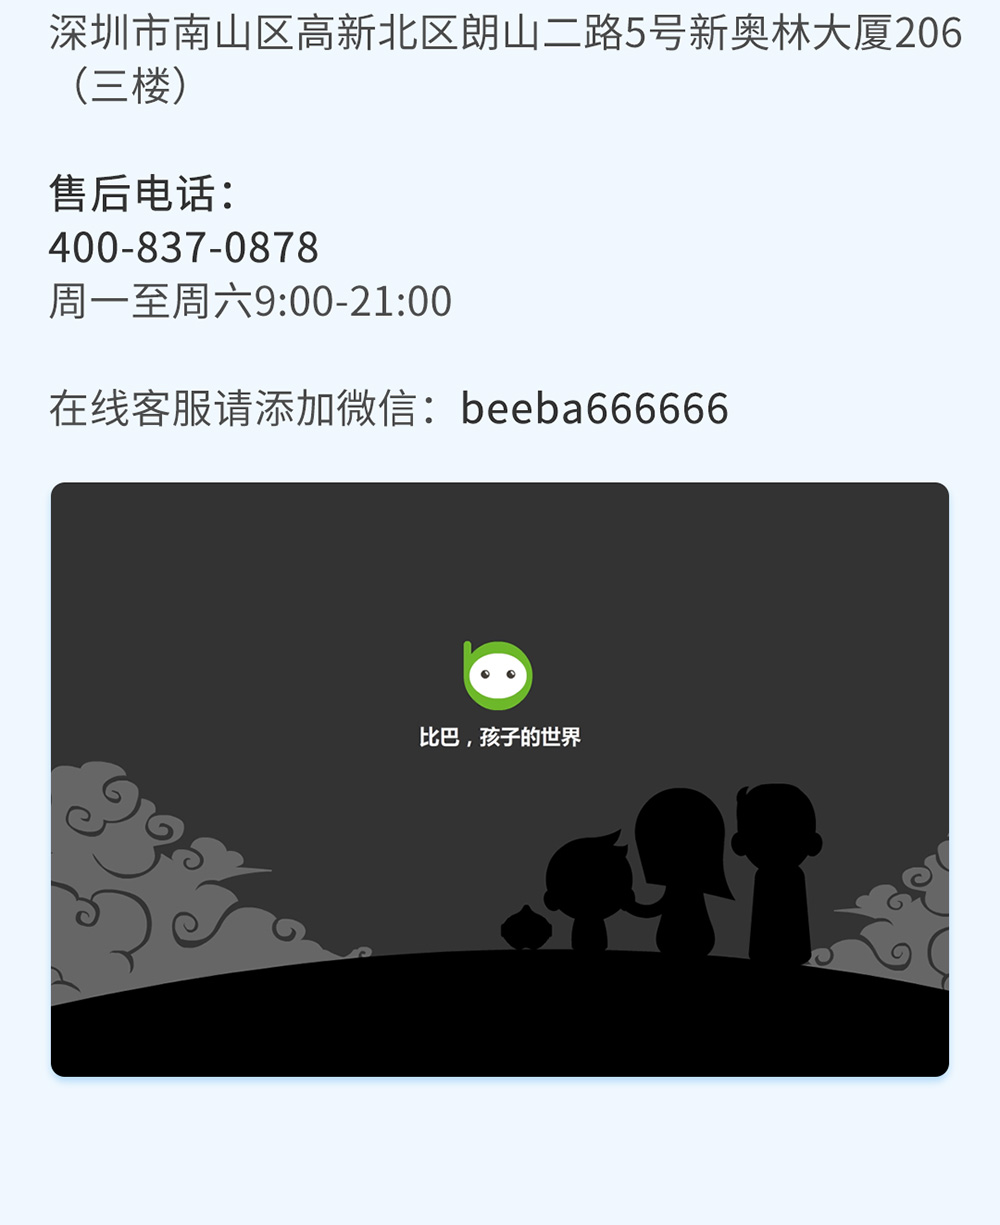 深圳市南山区高新北区朗山二路5号新奥林大厦206
（三楼）
售后电话：
400-837-0878
周一至周六9:00-21:00
在线客服请添加微信：beeba666666
比巴，孩子的世界